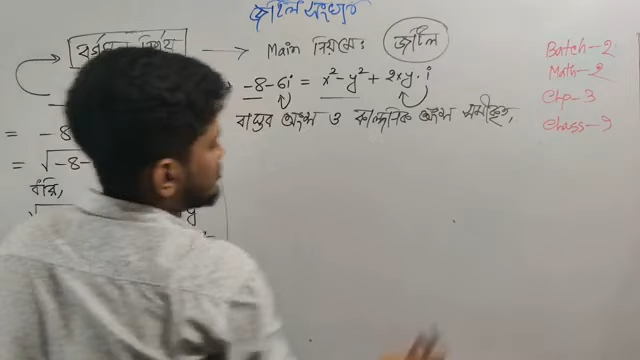 জটিল সংখ্যা
বর্গমূল নির্ণয় → Main নিয়মে: জটিল
-8-6i = x²-y²+2xy.i
বাস্তব অংশ ও কাল্পনিক অংশ সমীকৃত,
= -8
= √-8-
ধরি,
y
Batch-2
Math-2
Chp-3
Class-9